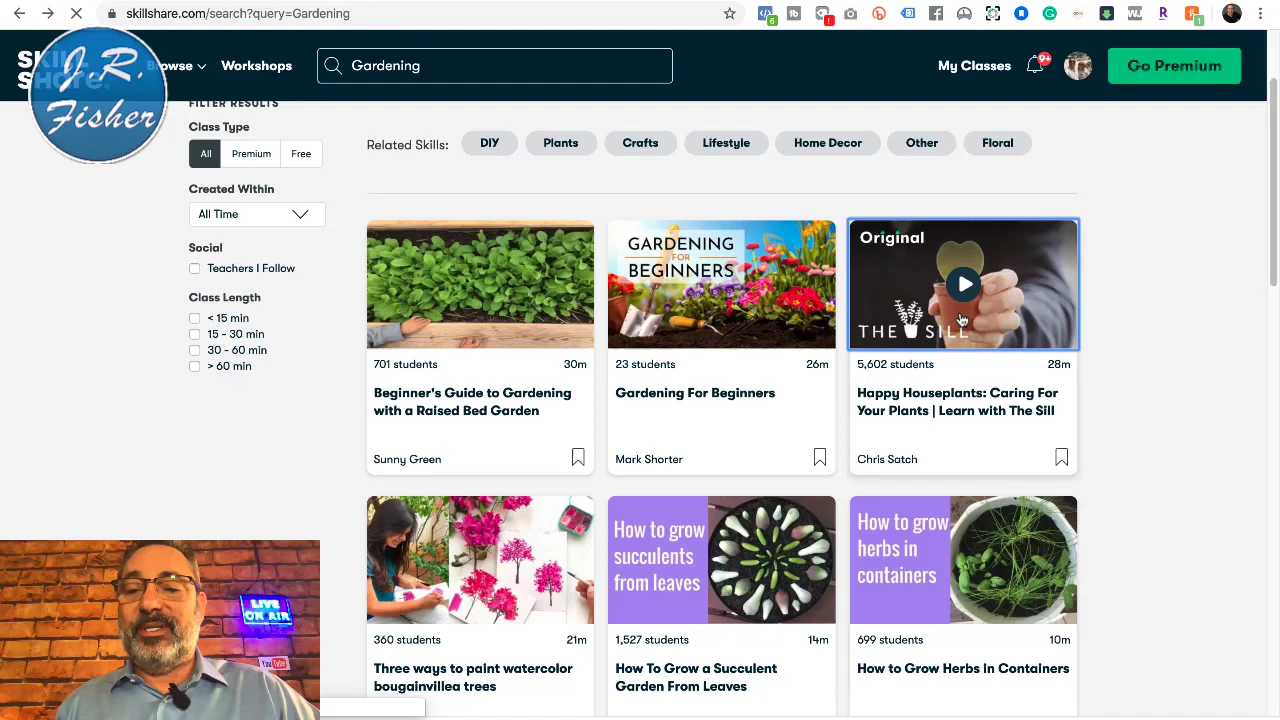 skillshare.com/search?query=Gardening
6
1
SKILL
SHARE.
J.R.
Fisher
Browse
Workshops
Gardening
My Classes
9+
Go Premium
FILTER RESULTS
Class Type
All
Premium
Free
Created Within
All Time
Social
Teachers I Follow
Class Length
< 15 min
15 - 30 min
30 - 60 min
> 60 min
Related Skills:
DIY
Plants
Crafts
Lifestyle
Home Decor
Other
Floral
701 students
30m
Beginner's Guide to Gardening
with a Raised Bed Garden
Sunny Green
GARDENING
FOR
BEGINNERS
23 students
26m
Gardening For Beginners
Mark Shorter
Original
THE SILL
5,602 students
28m
Happy Houseplants: Caring For
Your Plants | Learn with The Sill
Chris Satch
360 students
21m
Three ways to paint watercolor
bougainvillea trees
How to grow
succulents
from leaves
1,527 students
14m
How To Grow a Succulent
Garden From Leaves
How to grow
herbs in
containers
699 students
10m
How to Grow Herbs in Containers
LIVE
ON AIR
You Tube